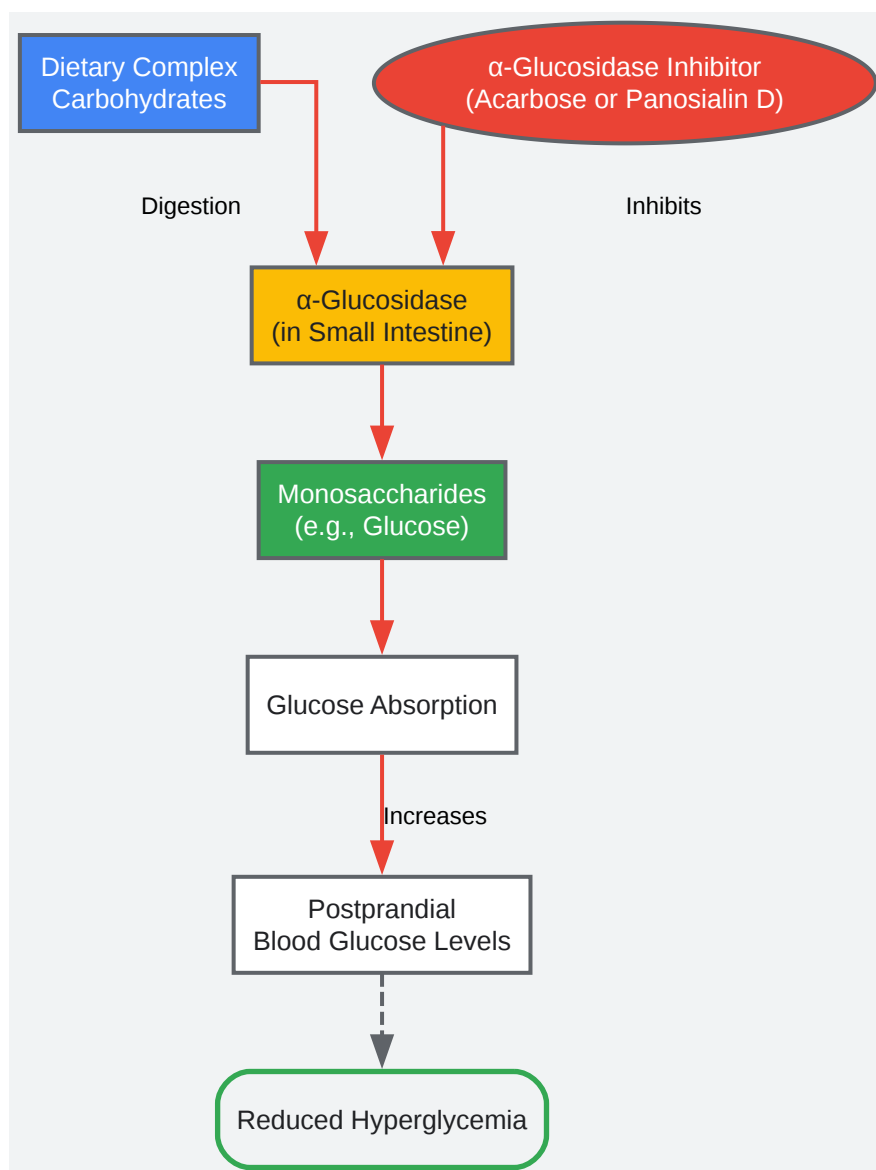 Dietary Complex
Carbohydrates
α-Glucosidase Inhibitor
(Acarbose or Panosialin D)
Digestion
Inhibits
α-Glucosidase
(in Small Intestine)
Monosaccharides
(e.g., Glucose)
Glucose Absorption
Increases
Postprandial
Blood Glucose Levels
Reduced Hyperglycemia